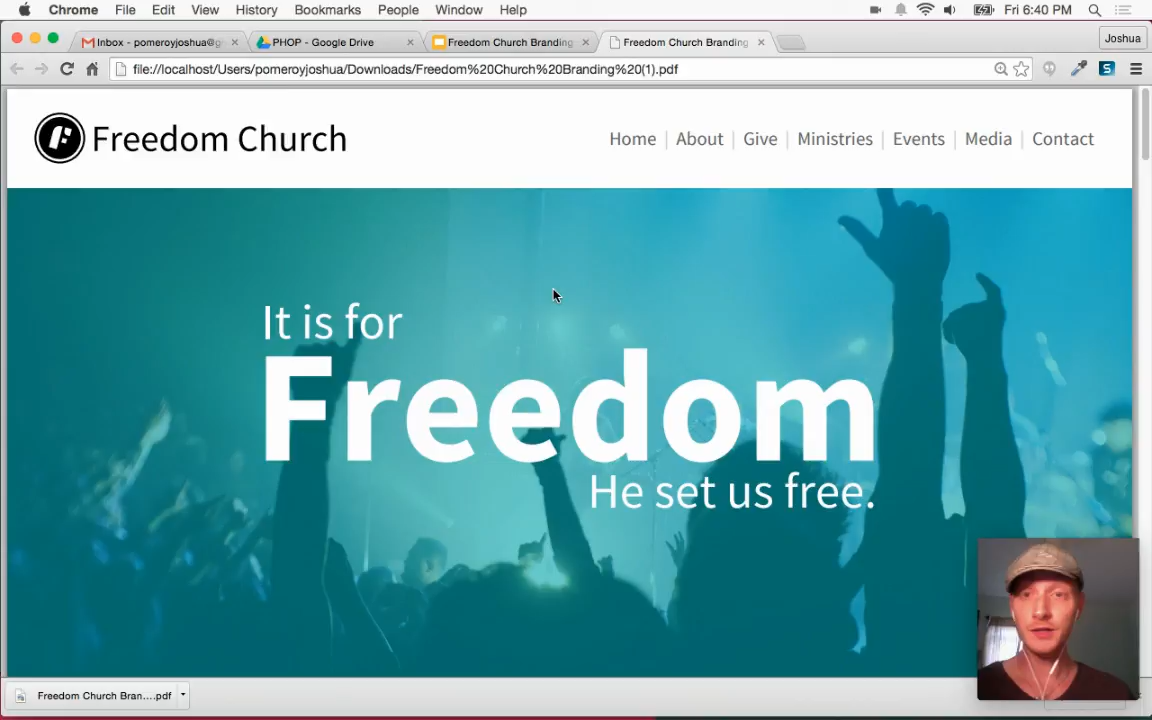 Chrome File Edit View History Bookmarks People Window Help Fri 6:40 PM
Inbox - pomeroyjoshua@g PHOP - Google Drive Freedom Church Branding Freedom Church Branding Joshua
file://localhost/Users/pomeroyjoshua/Downloads/Freedom%20Church%20Branding%20(1).pdf
F Freedom Church Home | About | Give | Ministries | Events | Media | Contact
It is for
Freedom
He set us free.
Freedom Church Bran....pdf